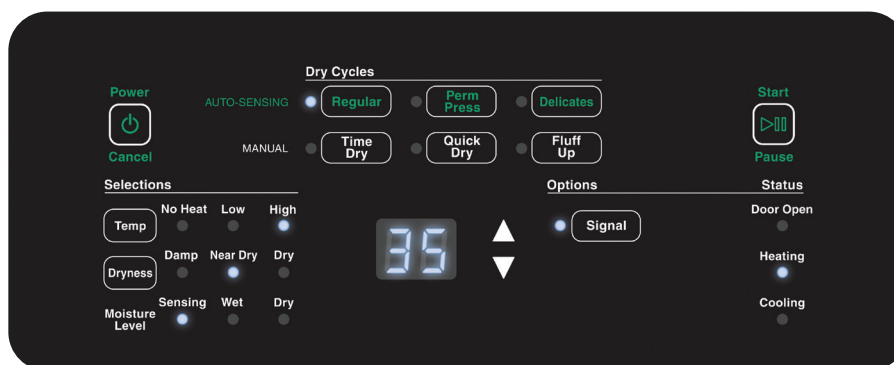 Dry Cycles
Power
AUTO-SENSING
Regular
Perm
Press
Delicates
Start
Cancel
MANUAL
Time
Dry
Quick
Dry
Fluff
Up
Pause
Selections
Options
Status
Temp
No Heat
Low
High
35
Signal
Door Open
Dryness
Damp
Near Dry
Dry
Heating
Moisture
Level
Sensing
Wet
Dry
Cooling